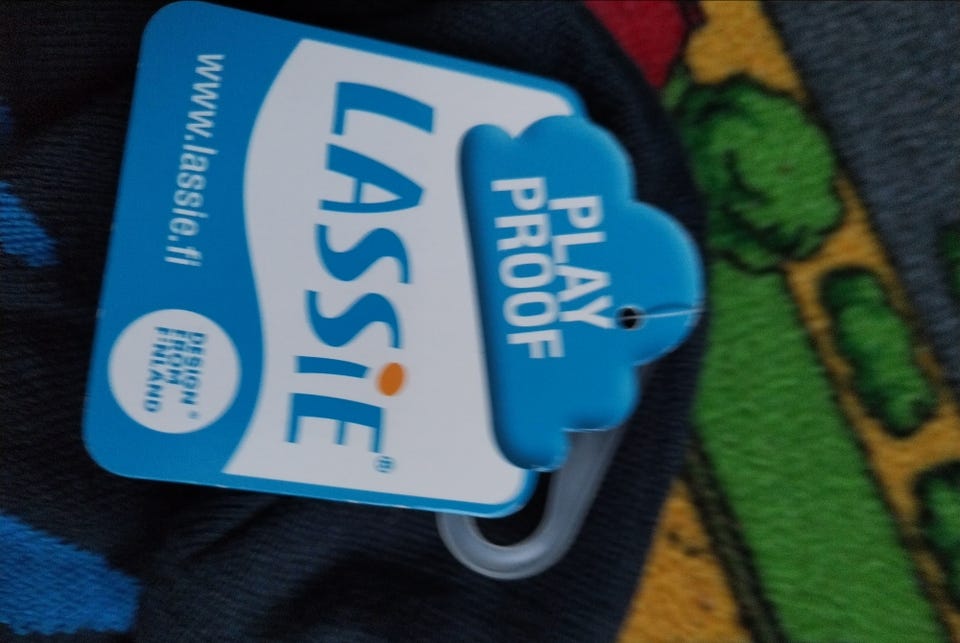 PLAY
PROOF
LASSiE®
www.lassie.fi
DESIGN
FROM
FINLAND